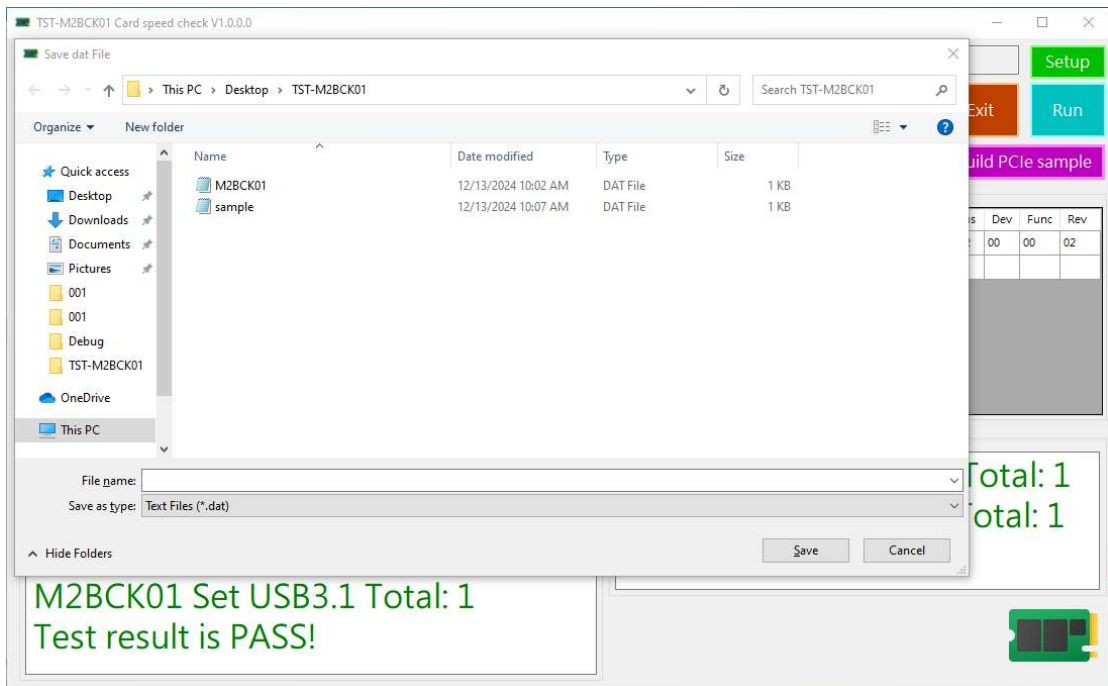 TST-M2BCK01 Card speed check V1.0.0.0
Save dat File
This PC > Desktop > TST-M2BCK01
Search TST-M2BCK01
Organize
New folder
Name
Date modified
Type
Size
Quick access
Desktop
Downloads
Documents
Pictures
001
001
Debug
TST-M2BCK01
OneDrive
This PC
M2BCK01 12/13/2024 10:02 AM DAT File 1 KB
sample 12/13/2024 10:07 AM DAT File 1 KB
File name:
Save as type: Text Files (*.dat)
Hide Folders
Save
Cancel
Setup
Exit
Run
uild PCIe sample
s Dev Func Rev
00 00 02
Total: 1
Total: 1
M2BCK01 Set USB3.1 Total: 1
Test result is PASS!